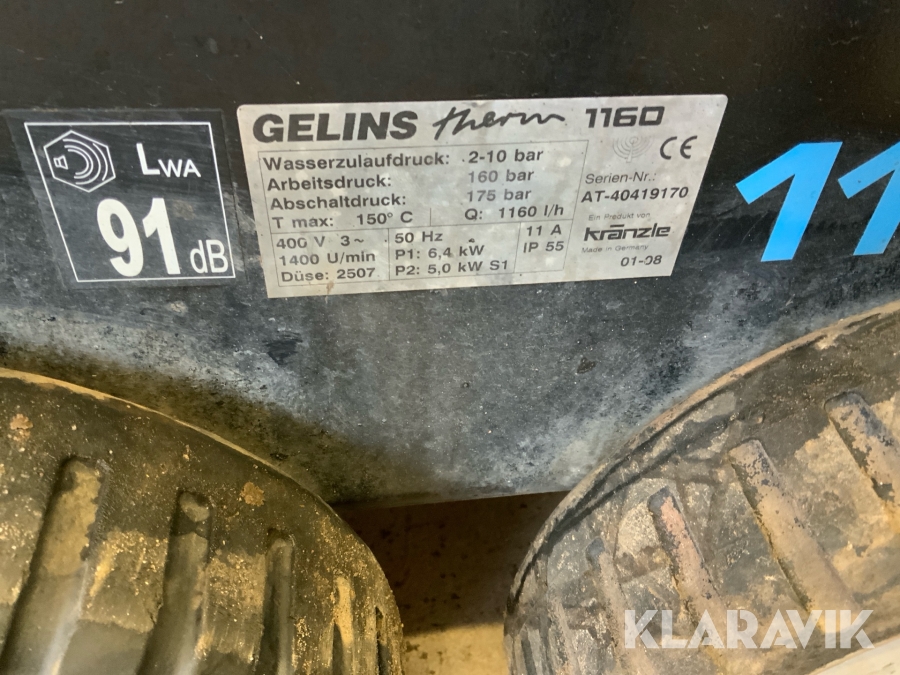 LWA
91 dB
GELINS therm 1160
CE
Wasserzulaufdruck: 2-10 bar
Arbeitsdruck: 160 bar
Abschaltdruck: 175 bar
T max: 150° C Q: 1160 l/h
400 V 3~ 50 Hz 11 A
1400 U/min P1: 6,4 kW IP 55
Düse: 2507 P2: 5,0 kW S1
Serien-Nr.:
AT-40419170
Ein Produkt von
Kränzle
Made in Germany
01-08
11
KLARAVIK